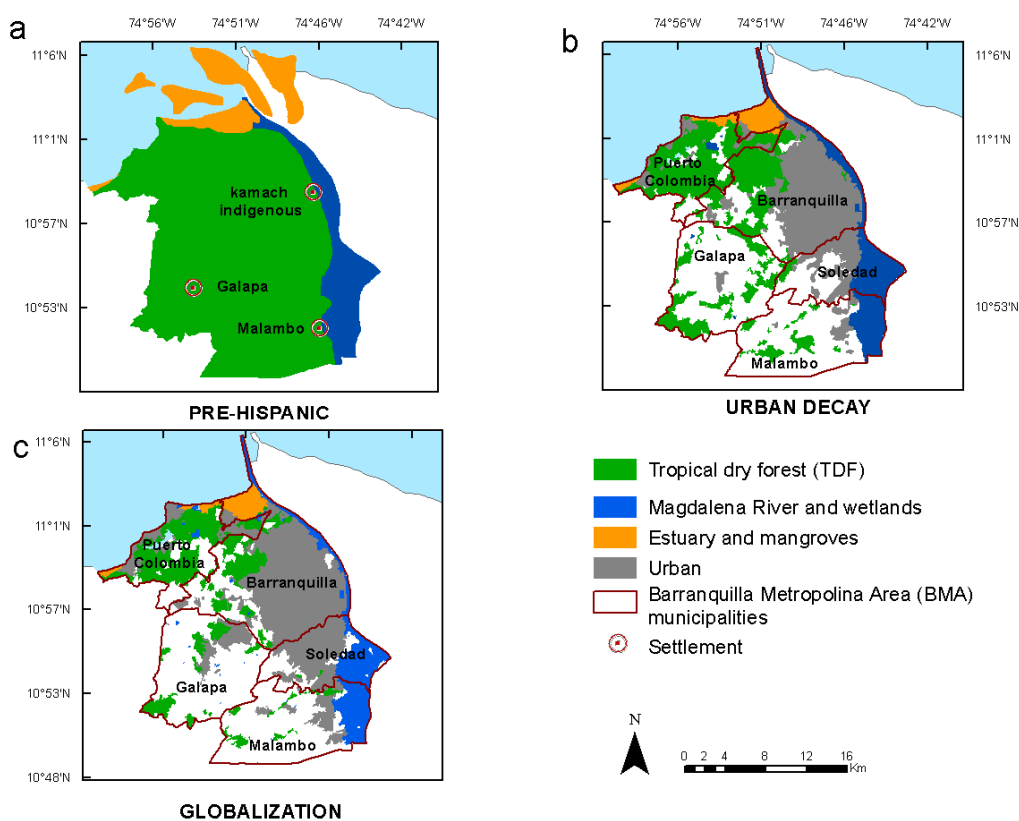 a
74°56'W 74°51'W 74°46'W 74°42'W
11°6'N
11°1'N
10°57'N
10°53'N
kamach
indigenous
Galapa
Malambo
PRE-HISPANIC
b
74°56'W 74°51'W 74°46'W 74°42'W
11°6'N
11°1'N
10°57'N
10°53'N
Puerto
Colombia
Barranquilla
Galapa
Soledad
Malambo
URBAN DECAY
c
11°6'N
11°1'N
10°57'N
10°53'N
10°48'N
Puerto
Colombia
Barranquilla
Soledad
Galapa
Malambo
GLOBALIZATION
Tropical dry forest (TDF)
Magdalena River and wetlands
Estuary and mangroves
Urban
Barranquilla Metropolina Area (BMA)
municipalities
Settlement
N
0 2 4 8 12 16
Km